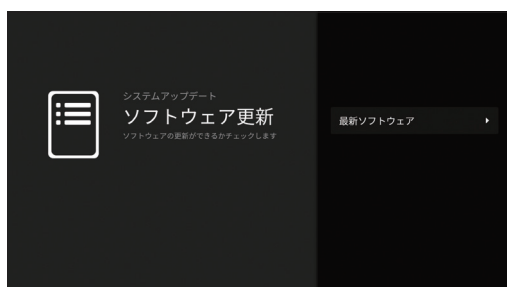 システムアップデート
ソフトウェア更新
ソフトウェアの更新ができるかチェックします
最新ソフトウェア